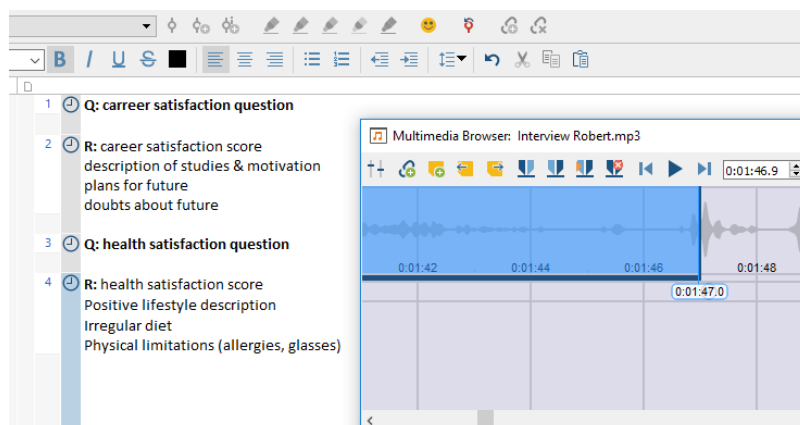 B I U S
1 Q: carreer satisfaction question
2 R: career satisfaction score
description of studies & motivation
plans for future
doubts about future
3 Q: health satisfaction question
4 R: health satisfaction score
Positive lifestyle description
Irregular diet
Physical limitations (allergies, glasses)
Multimedia Browser: Interview Robert.mp3
0:01:46.9
0:01:42 0:01:44 0:01:46 0:01:48
0:01:47.0